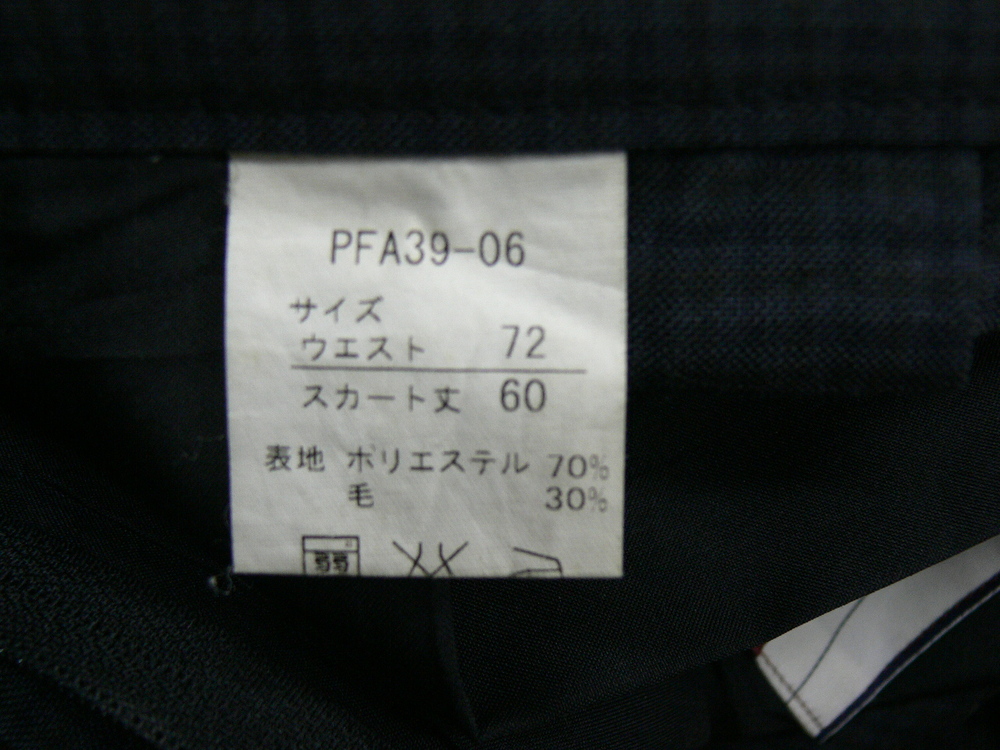 PFA39-06
サイズ
ウエスト 72
スカート丈 60
表地 ポリエステル 70%
毛 30%
弱